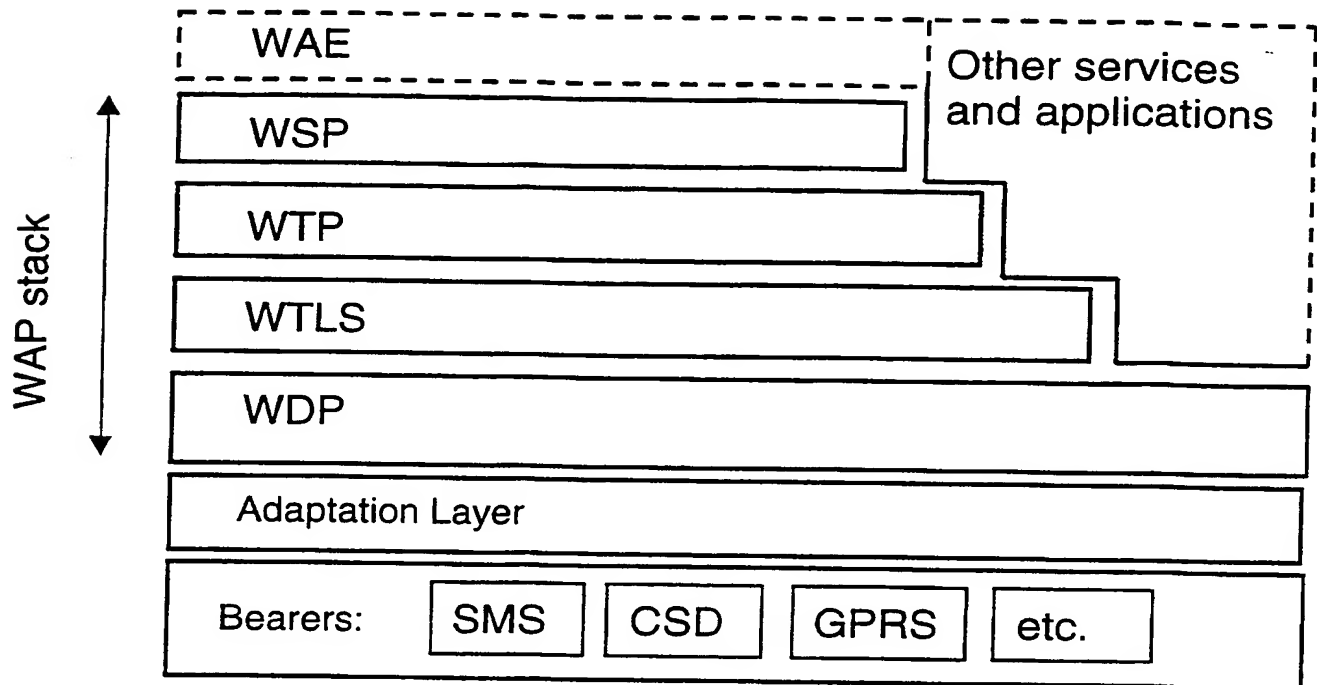 WAE
Other services
and applications
WSP
WTP
WTLS
WDP
WAP stack
Adaptation Layer
Bearers: SMS CSD GPRS etc.